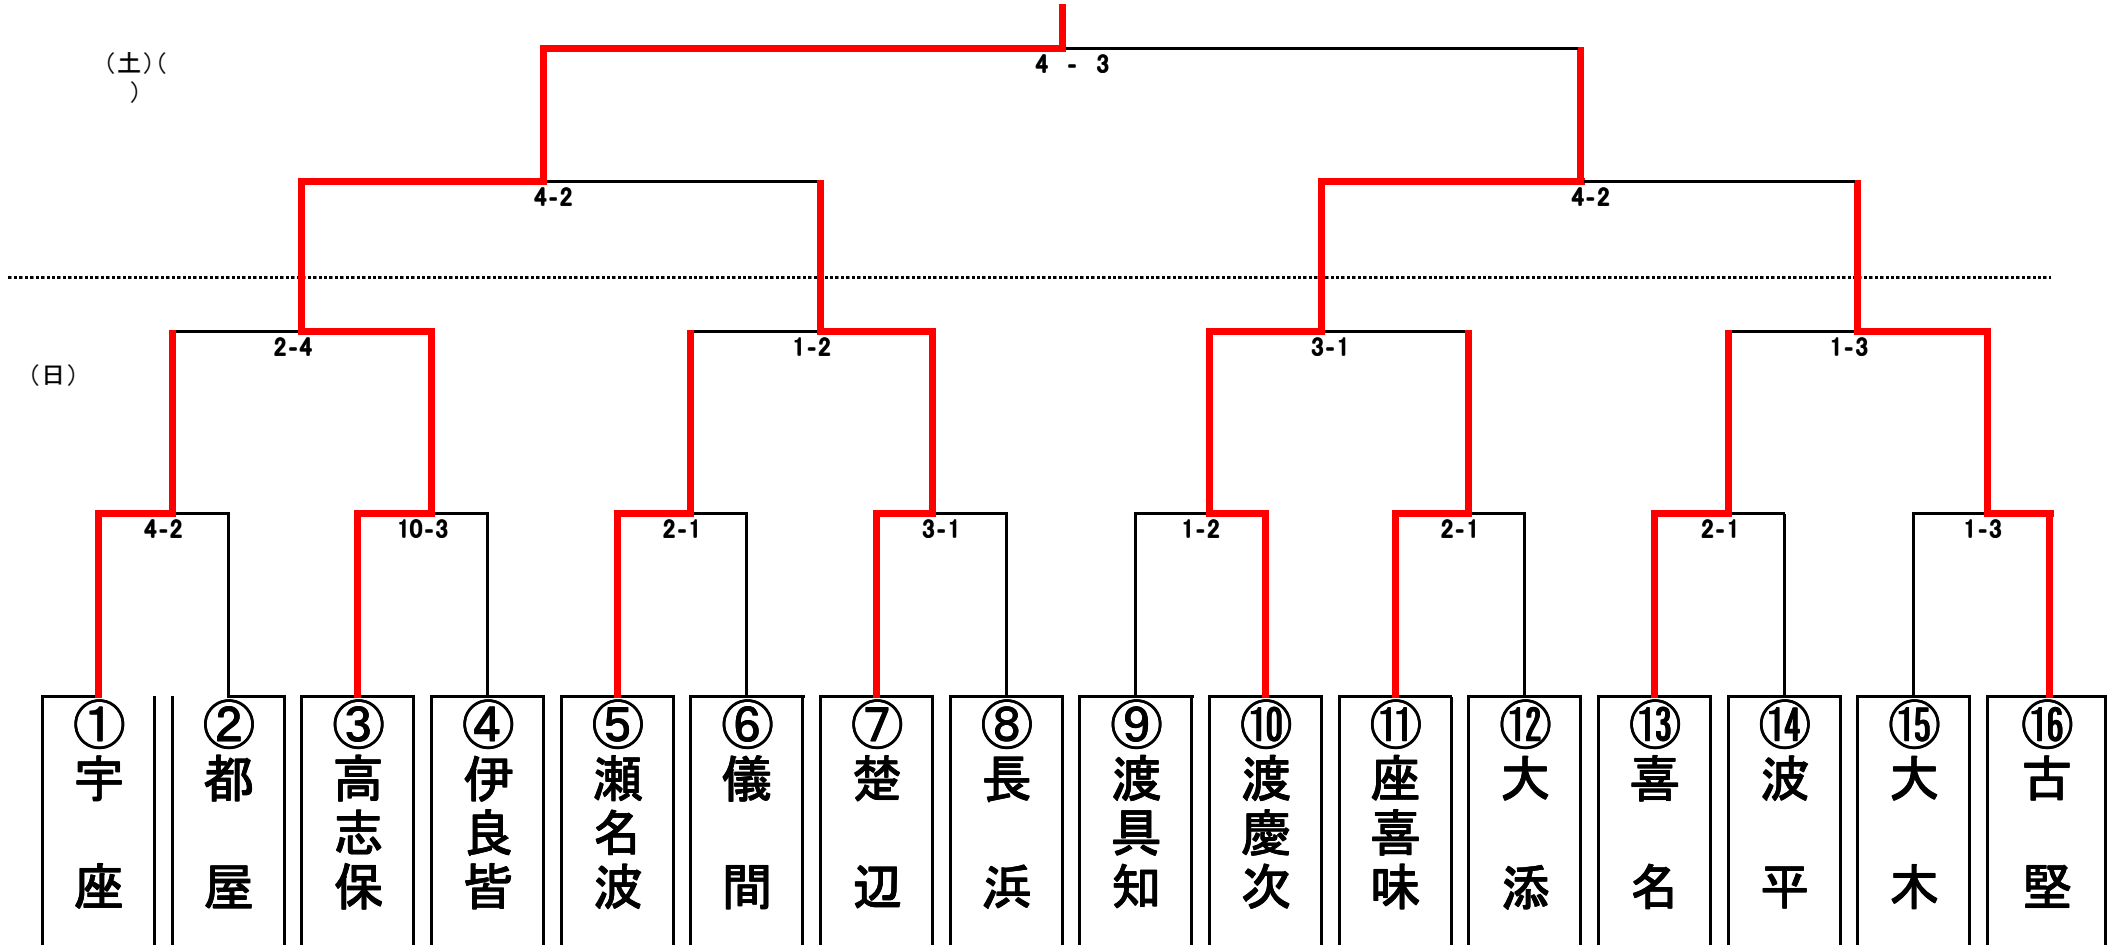 （土）(
）
4 - 3
4-2
4-2
2-4
1-2
3-1
1-3
（日）
4-2
10-3
2-1
3-1
1-2
2-1
2-1
1-3
①宇座
②都屋
③高志保
④伊良皆
⑤瀬名波
⑥儀間
⑦楚辺
⑧長浜
⑨渡具知
⑩渡慶次
⑪座喜味
⑫大添
⑬喜名
⑭波平
⑮大木
⑯古堅